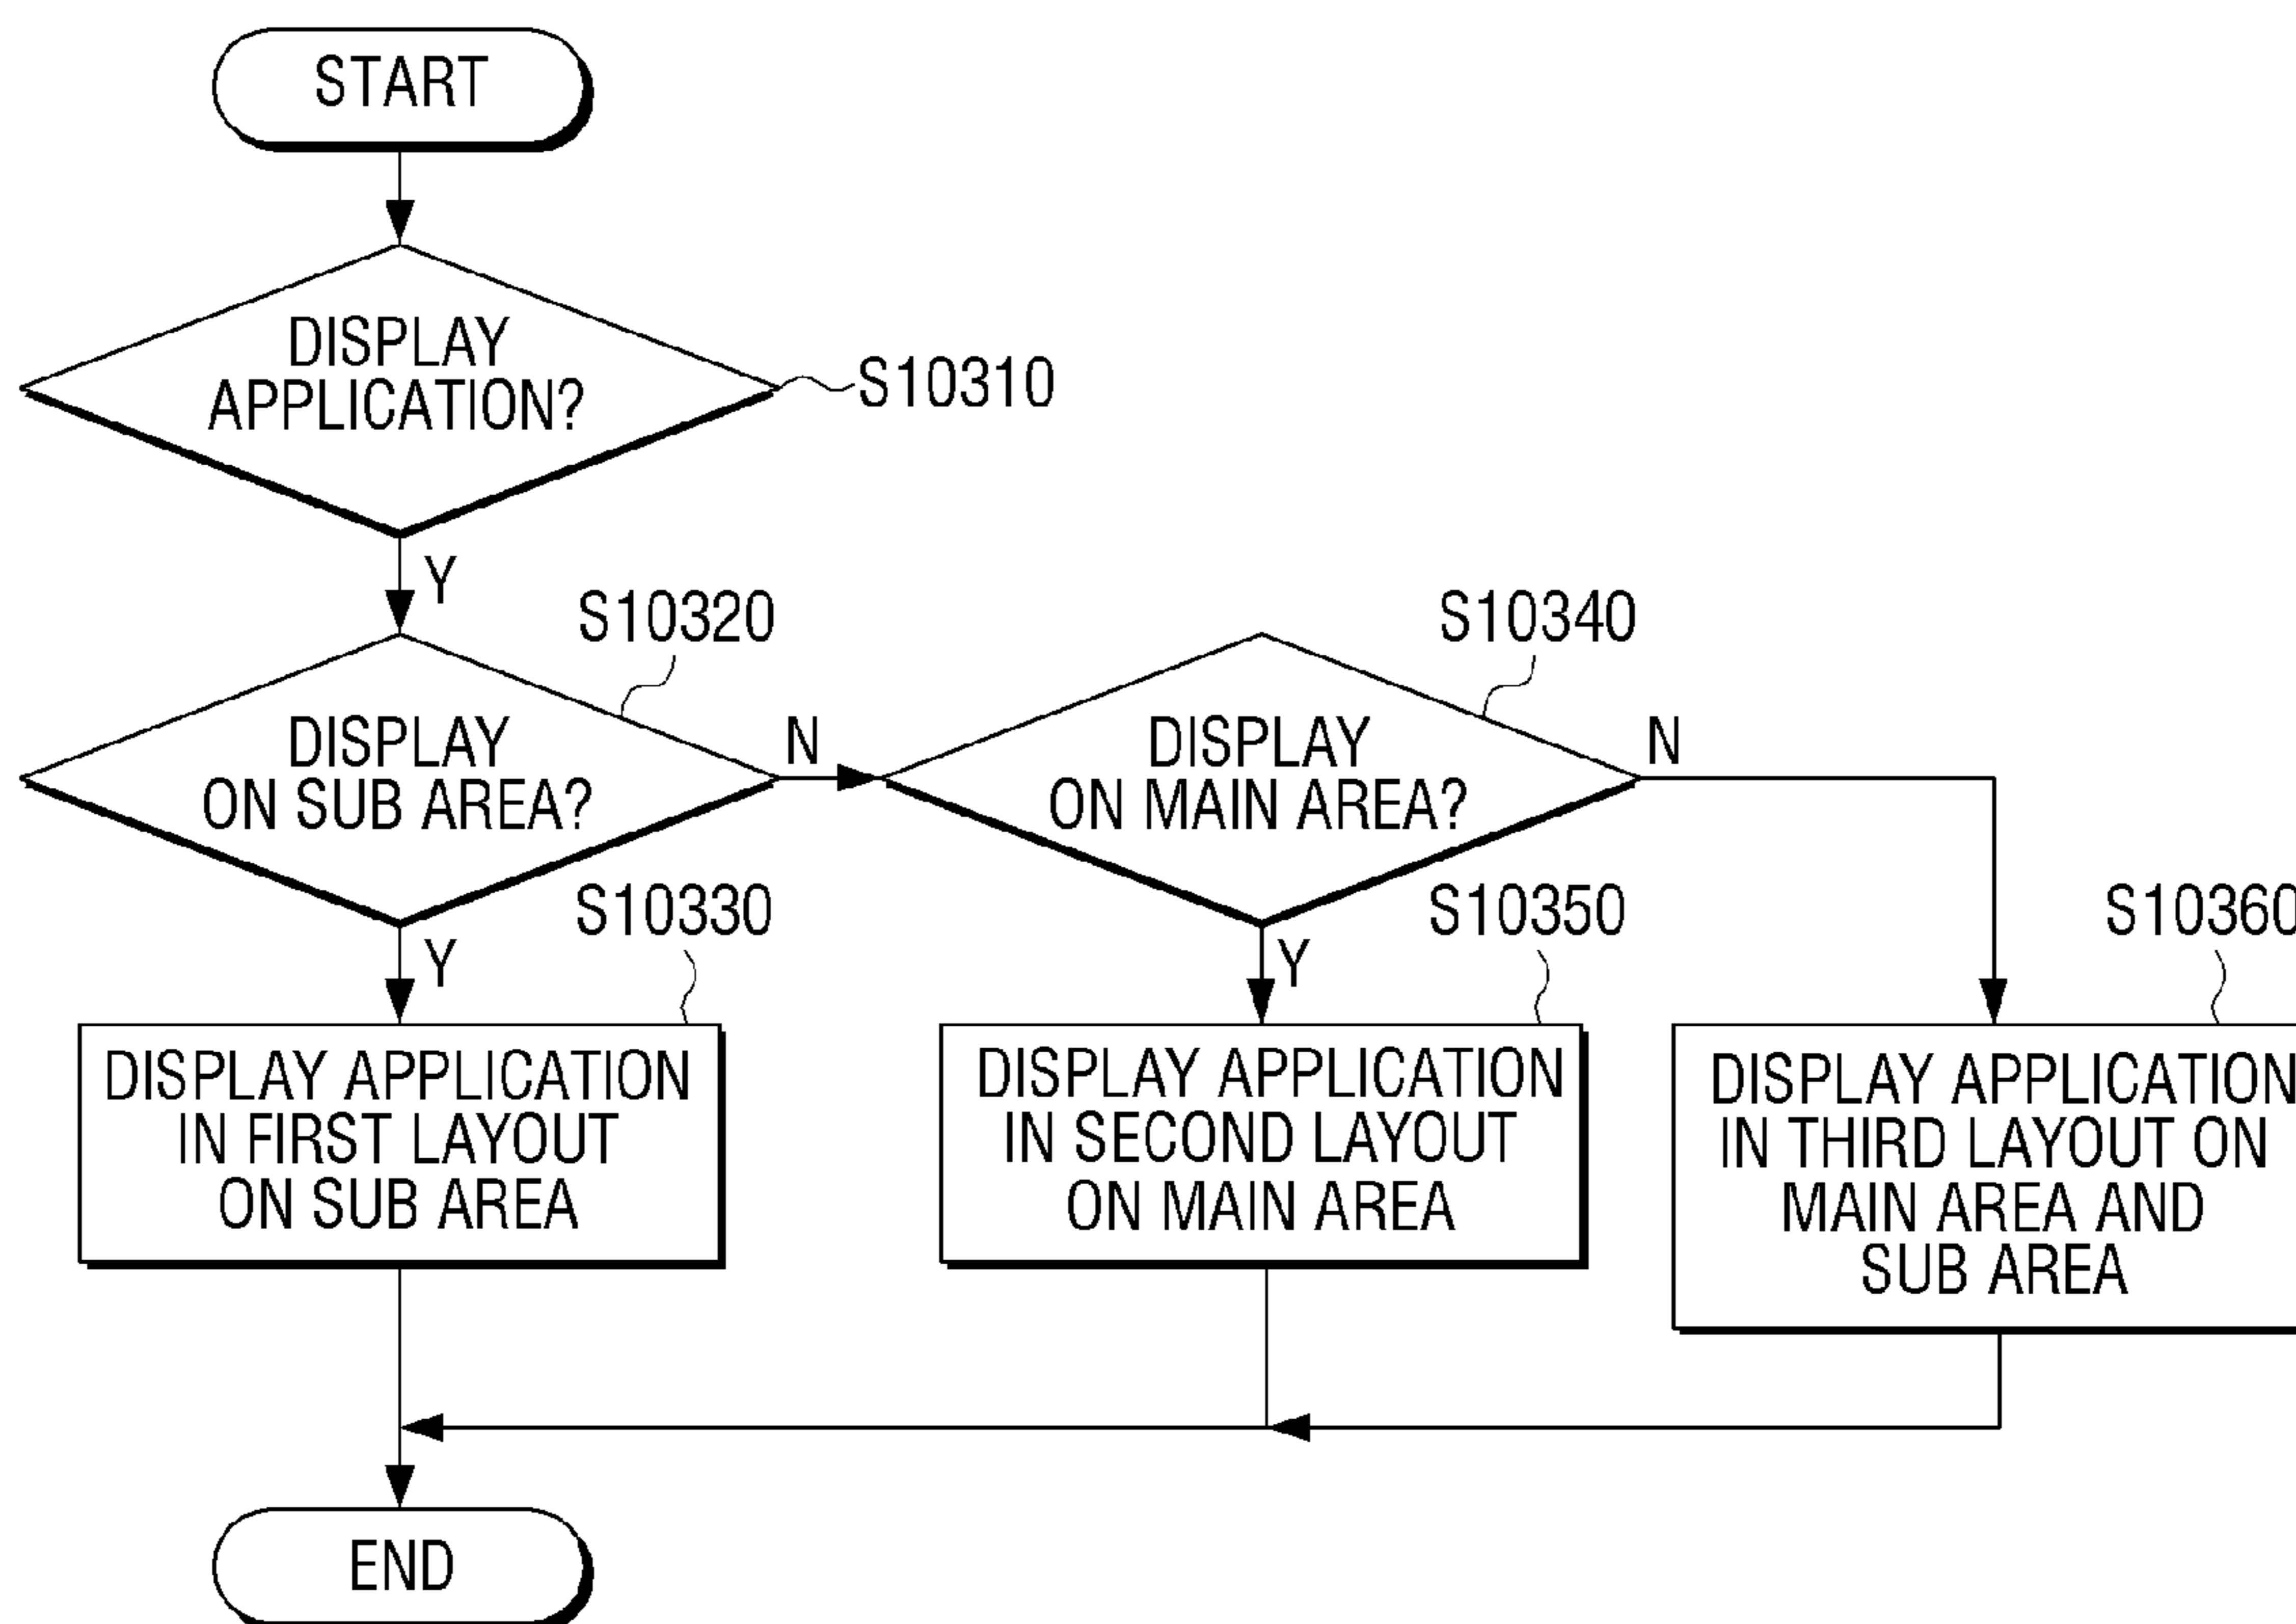 START
DISPLAY
APPLICATION?
S10310
Y
S10320
S10340
DISPLAY
ON SUB AREA?
N
DISPLAY
ON MAIN AREA?
N
S10330
S10350
S10360
Y
Y
DISPLAY APPLICATION
IN FIRST LAYOUT
ON SUB AREA
DISPLAY APPLICATION
IN SECOND LAYOUT
ON MAIN AREA
DISPLAY APPLICATION
IN THIRD LAYOUT ON
MAIN AREA AND
SUB AREA
END